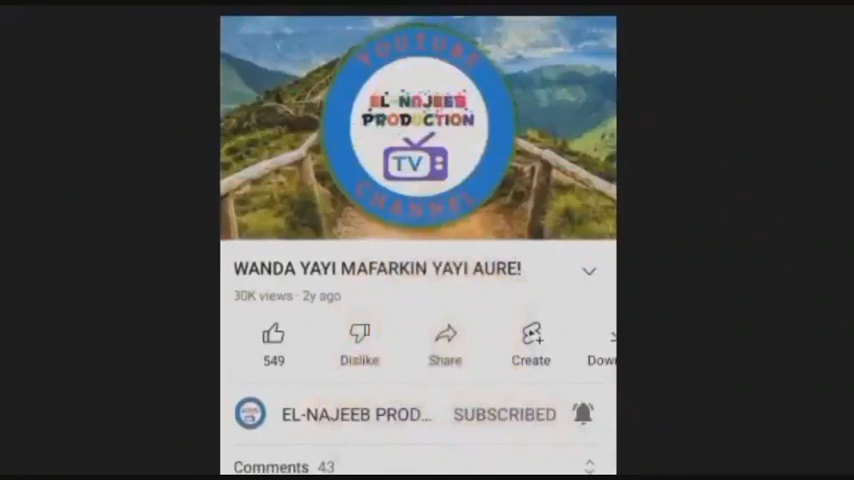 YOUTUBE
EL-NAJEEB
PRODUCTION
TV
CHANNEL
WANDA YAYI MAFARKIN YAYI AURE!
30K views · 2y ago
549 Dislike Share Create Down
EL-NAJEEB PROD... SUBSCRIBED
Comments 43